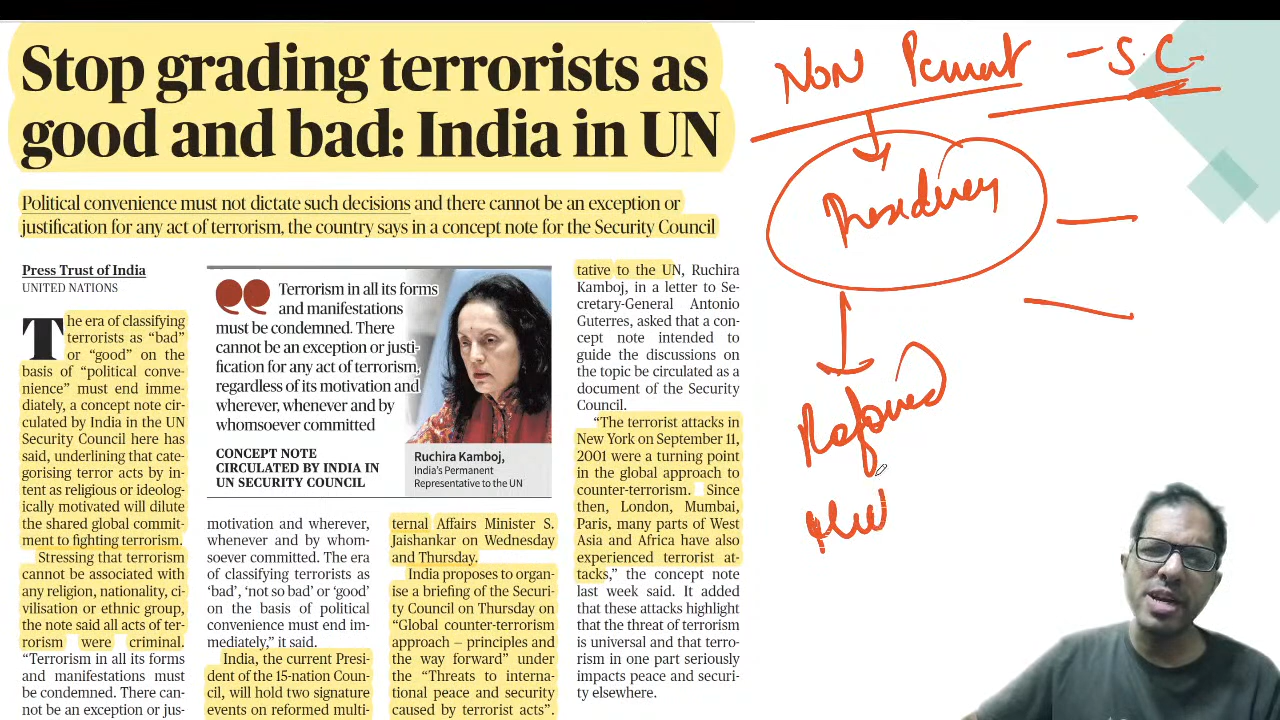 Stop grading terrorists as
good and bad: India in UN
Political convenience must not dictate such decisions and there cannot be an exception or
justification for any act of terrorism, the country says in a concept note for the Security Council
Press Trust of India
UNITED NATIONS
The era of classifying
terrorists as “bad”
or “good” on the
basis of “political conve-
nience” must end imme-
diately, a concept note cir-
culated by India in the UN
Security Council here has
said, underlining that cate-
gorising terror acts by in-
tent as religious or ideolog-
ically motivated will dilute
the shared global commit-
ment to fighting terrorism.
Stressing that terrorism
cannot be associated with
any religion, nationality, ci-
vilisation or ethnic group,
the note said all acts of ter-
rorism were criminal.
“Terrorism in all its forms
and manifestations must
be condemned. There can-
not be an exception or jus-
Terrorism in all its forms
and manifestations
must be condemned. There
cannot be an exception or justi-
fication for any act of terrorism,
regardless of its motivation and
wherever, whenever and by
whomsoever committed
CONCEPT NOTE
CIRCULATED BY INDIA IN
UN SECURITY COUNCIL
Ruchira Kamboj,
India’s Permanent
Representative to the UN
motivation and wherever,
whenever and by whom-
soever committed. The era
of classifying terrorists as
‘bad’, ‘not so bad’ or ‘good’
on the basis of political
convenience must end im-
mediately,” it said.
India, the current Presi-
dent of the 15-nation Coun-
cil, will hold two signature
events on reformed multi-
ternal Affairs Minister S.
Jaishankar on Wednesday
and Thursday.
India proposes to organ-
ise a briefing of the Securi-
ty Council on Thursday on
“Global counter-terrorism
approach – principles and
the way forward” under
the “Threats to interna-
tional peace and security
caused by terrorist acts”.
tative to the UN, Ruchira
Kamboj, in a letter to Se-
cretary-General Antonio
Guterres, asked that a con-
cept note intended to
guide the discussions on
the topic be circulated as a
document of the Security
Council.
“The terrorist attacks in
New York on September 11,
2001 were a turning point
in the global approach to
counter-terrorism. Since
then, London, Mumbai,
Paris, many parts of West
Asia and Africa have also
experienced terrorist at-
tacks,” the concept note
last week said. It added
that these attacks highlight
that the threat of terrorism
is universal and that terro-
rism in one part seriously
impacts peace and securi-
ty elsewhere.
NON Permnt - S.C.
Presidency
Reformed